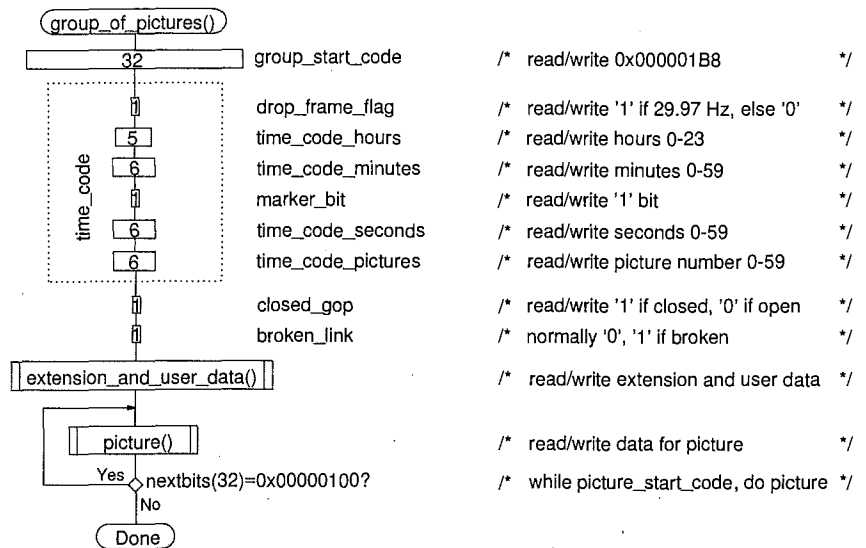 group_of_pictures()
32 group_start_code /* read/write 0x000001B8 */
1 drop_frame_flag /* read/write '1' if 29.97 Hz, else '0' */
5 time_code_hours /* read/write hours 0-23 */
6 time_code_minutes /* read/write minutes 0-59 */
time_code
1 marker_bit /* read/write '1' bit */
6 time_code_seconds /* read/write seconds 0-59 */
6 time_code_pictures /* read/write picture number 0-59 */
1 closed_gop /* read/write '1' if closed, '0' if open */
1 broken_link /* normally '0', '1' if broken */
extension_and_user_data() /* read/write extension and user data */
picture() /* read/write data for picture */
Yes nextbits(32)=0x00000100? /* while picture_start_code, do picture */
No
Done